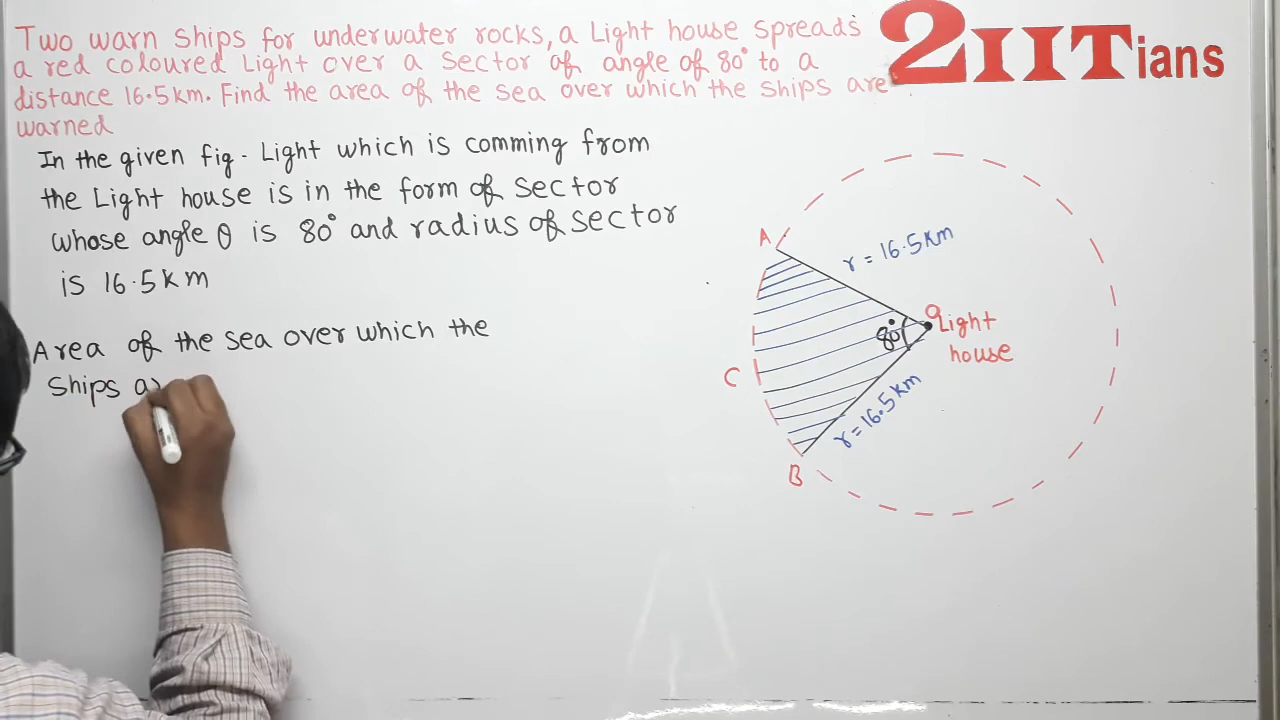 Two warn ships for underwater rocks, a Light house spreads
a red coloured Light over a sector of angle of 80° to a
distance 16.5km. Find the area of the sea over which the ships are
warned
2IITians
In the given fig - Light which is comming from
the Light house is in the form of sector
whose angle θ is 80° and radius of sector
is 16.5km
Area of the sea over which the
ships
A
r = 16.5km
80°
O
Light
house
C
r = 16.5km
B